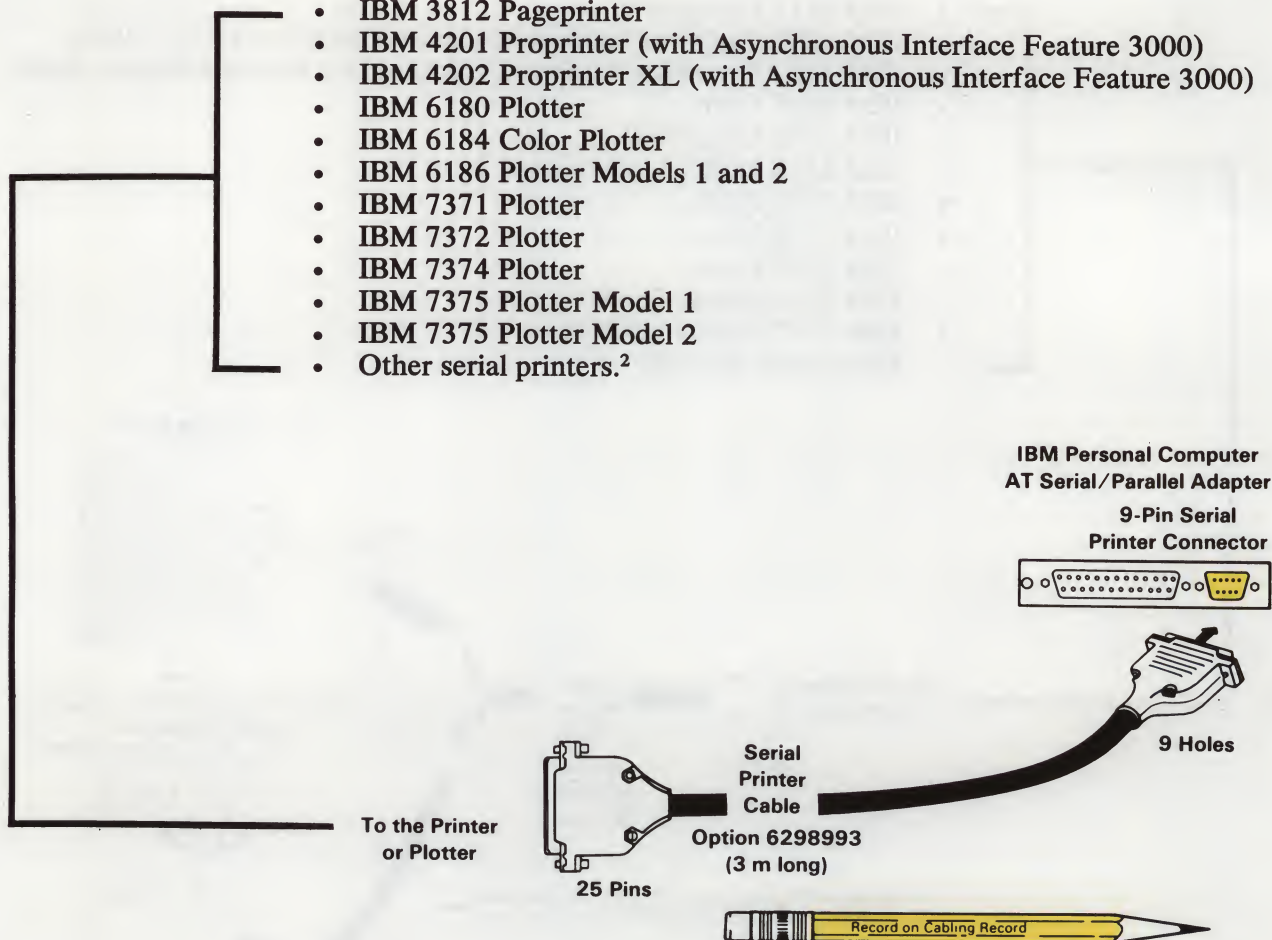 • IBM 3812 Pageprinter
• IBM 4201 Proprinter (with Asynchronous Interface Feature 3000)
• IBM 4202 Proprinter XL (with Asynchronous Interface Feature 3000)
• IBM 6180 Plotter
• IBM 6184 Color Plotter
• IBM 6186 Plotter Models 1 and 2
• IBM 7371 Plotter
• IBM 7372 Plotter
• IBM 7374 Plotter
• IBM 7375 Plotter Model 1
• IBM 7375 Plotter Model 2
• Other serial printers.²
IBM Personal Computer
AT Serial/Parallel Adapter
9-Pin Serial
Printer Connector
9 Holes
Serial
Printer
Cable
Option 6298993
(3 m long)
To the Printer
or Plotter
25 Pins
Record on Cabling Record